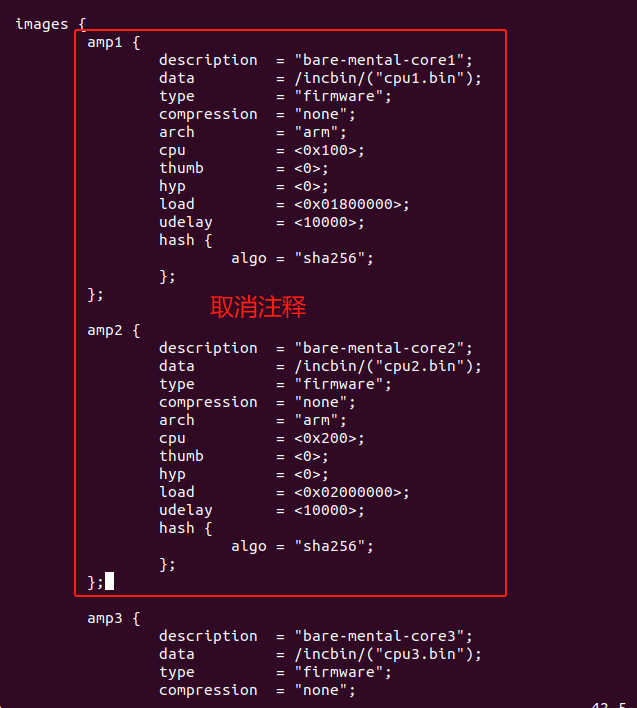 images {
amp1 {
description = "bare-mental-core1";
data = /incbin/("cpu1.bin");
type = "firmware";
compression = "none";
arch = "arm";
cpu = <0x100>;
thumb = <0>;
hyp = <0>;
load = <0x01800000>;
udelay = <10000>;
hash {
algo = "sha256";
};
};
取消注释
amp2 {
description = "bare-mental-core2";
data = /incbin/("cpu2.bin");
type = "firmware";
compression = "none";
arch = "arm";
cpu = <0x200>;
thumb = <0>;
hyp = <0>;
load = <0x02000000>;
udelay = <10000>;
hash {
algo = "sha256";
};
};
amp3 {
description = "bare-mental-core3";
data = /incbin/("cpu3.bin");
type = "firmware";
compression = "none";